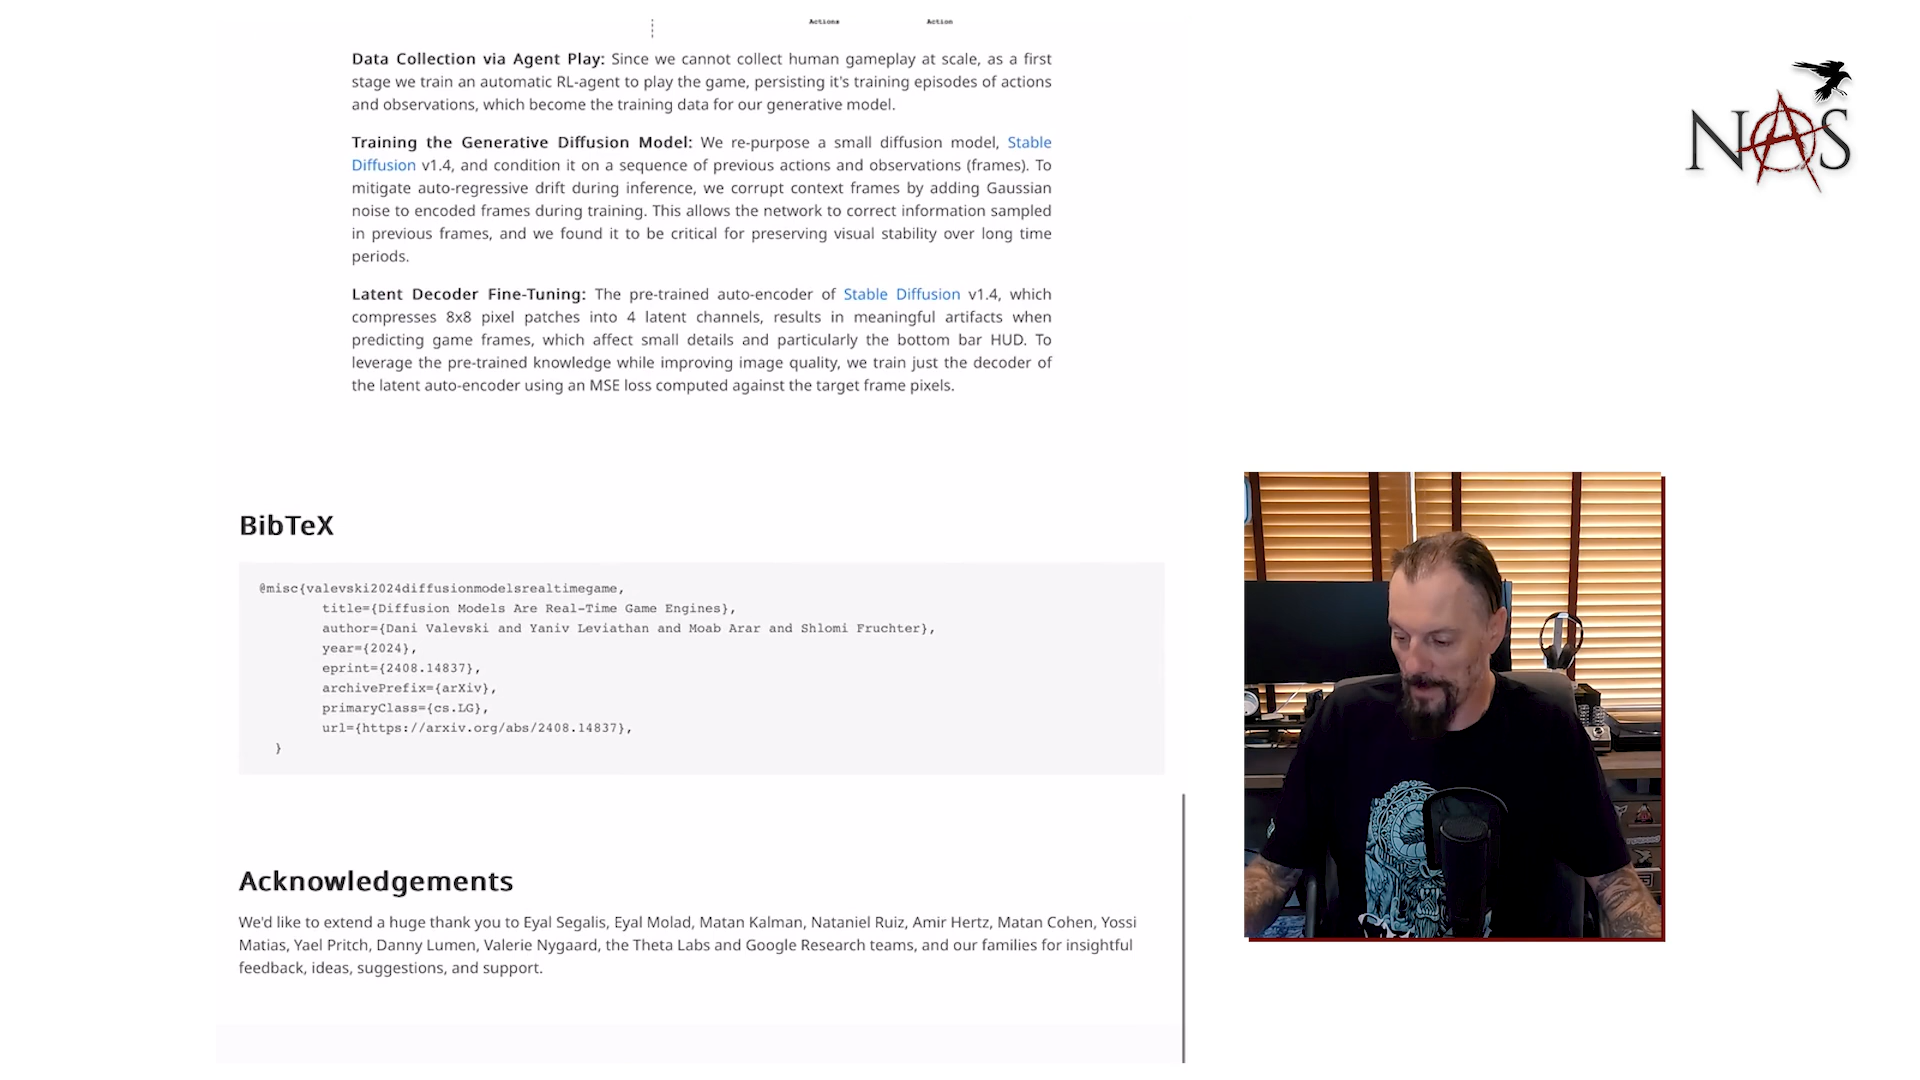 Actions Action
Data Collection via Agent Play: Since we cannot collect human gameplay at scale, as a first
stage we train an automatic RL-agent to play the game, persisting it's training episodes of actions
and observations, which become the training data for our generative model.
Training the Generative Diffusion Model: We re-purpose a small diffusion model, Stable
Diffusion v1.4, and condition it on a sequence of previous actions and observations (frames). To
mitigate auto-regressive drift during inference, we corrupt context frames by adding Gaussian
noise to encoded frames during training. This allows the network to correct information sampled
in previous frames, and we found it to be critical for preserving visual stability over long time
periods.
Latent Decoder Fine-Tuning: The pre-trained auto-encoder of Stable Diffusion v1.4, which
compresses 8x8 pixel patches into 4 latent channels, results in meaningful artifacts when
predicting game frames, which affect small details and particularly the bottom bar HUD. To
leverage the pre-trained knowledge while improving image quality, we train just the decoder of
the latent auto-encoder using an MSE loss computed against the target frame pixels.
BibTeX
@misc{valevski2024diffusionmodelsrealtimegame,
title={Diffusion Models Are Real-Time Game Engines},
author={Dani Valevski and Yaniv Leviathan and Moab Arar and Shlomi Fruchter},
year={2024},
eprint={2408.14837},
archivePrefix={arXiv},
primaryClass={cs.LG},
url={https://arxiv.org/abs/2408.14837},
}
Acknowledgements
We'd like to extend a huge thank you to Eyal Segalis, Eyal Molad, Matan Kalman, Nataniel Ruiz, Amir Hertz, Matan Cohen, Yossi
Matias, Yael Pritch, Danny Lumen, Valerie Nygaard, the Theta Labs and Google Research teams, and our families for insightful
feedback, ideas, suggestions, and support.
NAS